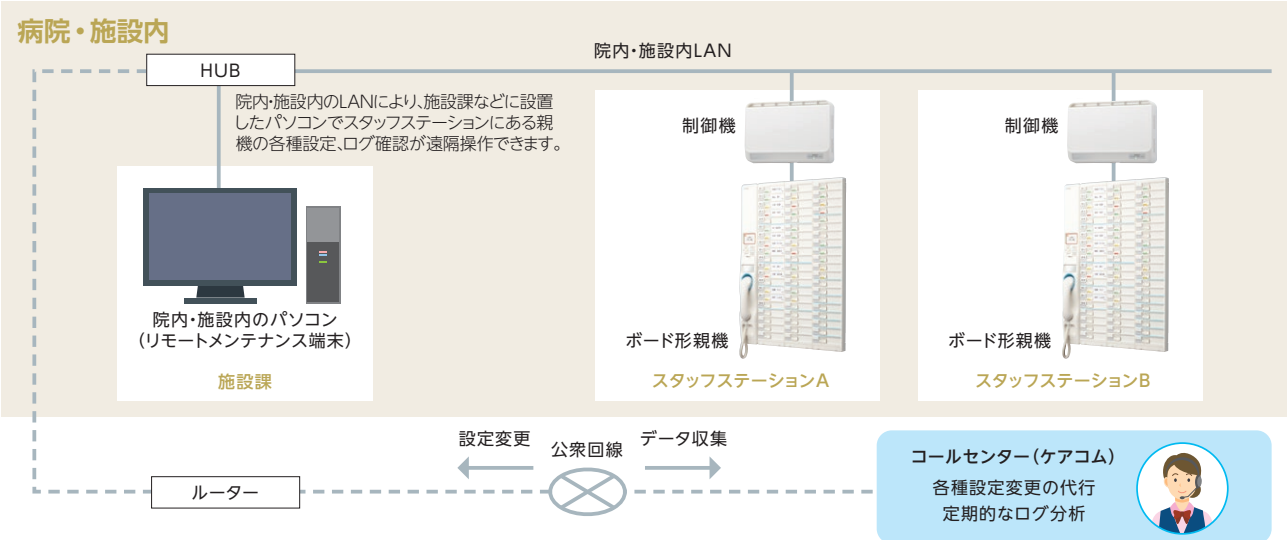 病院・施設内
院内・施設内LAN
HUB
院内・施設内のLANにより、施設課などに設置
したパソコンでスタッフステーションにある親
機の各種設定、ログ確認が遠隔操作できます。
制御機
制御機
院内・施設内のパソコン
(リモートメンテナンス端末)
施設課
ボード形親機
スタッフステーションA
ボード形親機
スタッフステーションB
設定変更
公衆回線
データ収集
ルーター
コールセンター(ケアコム)
各種設定変更の代行
定期的なログ分析